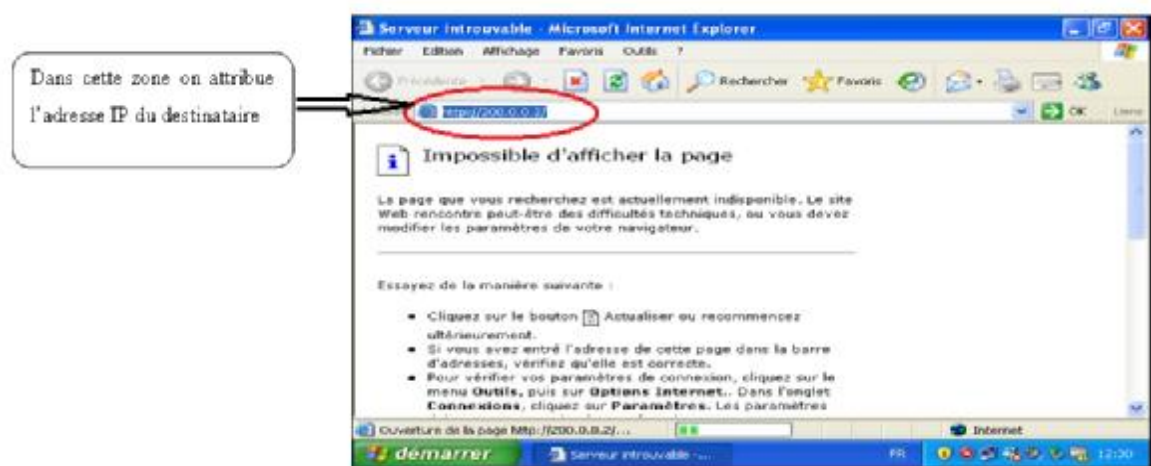 Dans cette zone on attribue
l'adresse IP du destinataire
Serveur introuvable - Microsoft Internet Explorer
Fichier Edition Affichage Favoris Outils ?
Précédente Rechercher Favoris
http://200.0.0.2/ OK Liens
Impossible d'afficher la page
La page que vous recherchez est actuellement indisponible. Le site
Web rencontre peut-être des difficultés techniques, ou vous devez
modifier les paramètres de votre navigateur.
Essayez de la manière suivante :
Cliquez sur le bouton Actualiser ou recommencez
ultérieurement.
Si vous avez entré l'adresse de cette page dans la barre
d'adresses, vérifiez qu'elle est correcte.
Pour vérifier vos paramètres de connexion, cliquez sur le
menu Outils, puis sur Options Internet.. Dans l'onglet
Connexions, cliquez sur Paramètres. Les paramètres
Ouverture de la page http://200.0.0.2/... Internet
démarrer Serveur introuvable -... FR 12:00